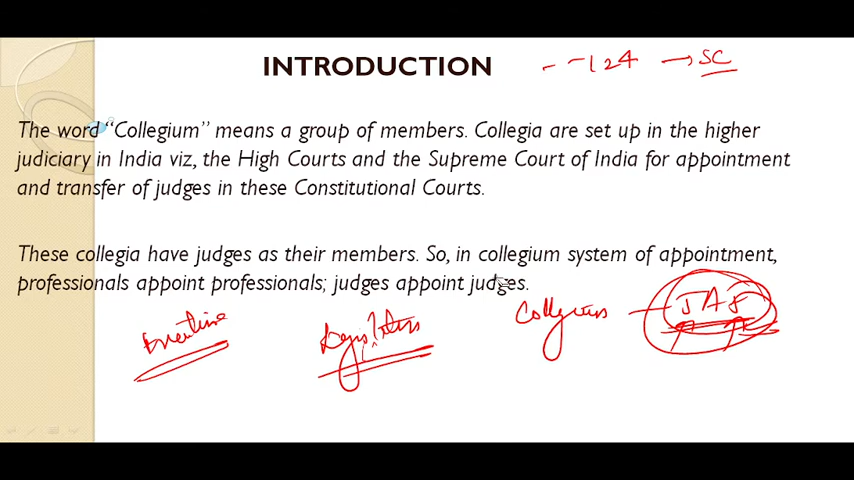 INTRODUCTION --124 → SC
The word "Collegium" means a group of members. Collegia are set up in the higher
judiciary in India viz, the High Courts and the Supreme Court of India for appointment
and transfer of judges in these Constitutional Courts.
These collegia have judges as their members. So, in collegium system of appointment,
professionals appoint professionals; judges appoint judges.
Collegium — JAJ
Executive Legislature